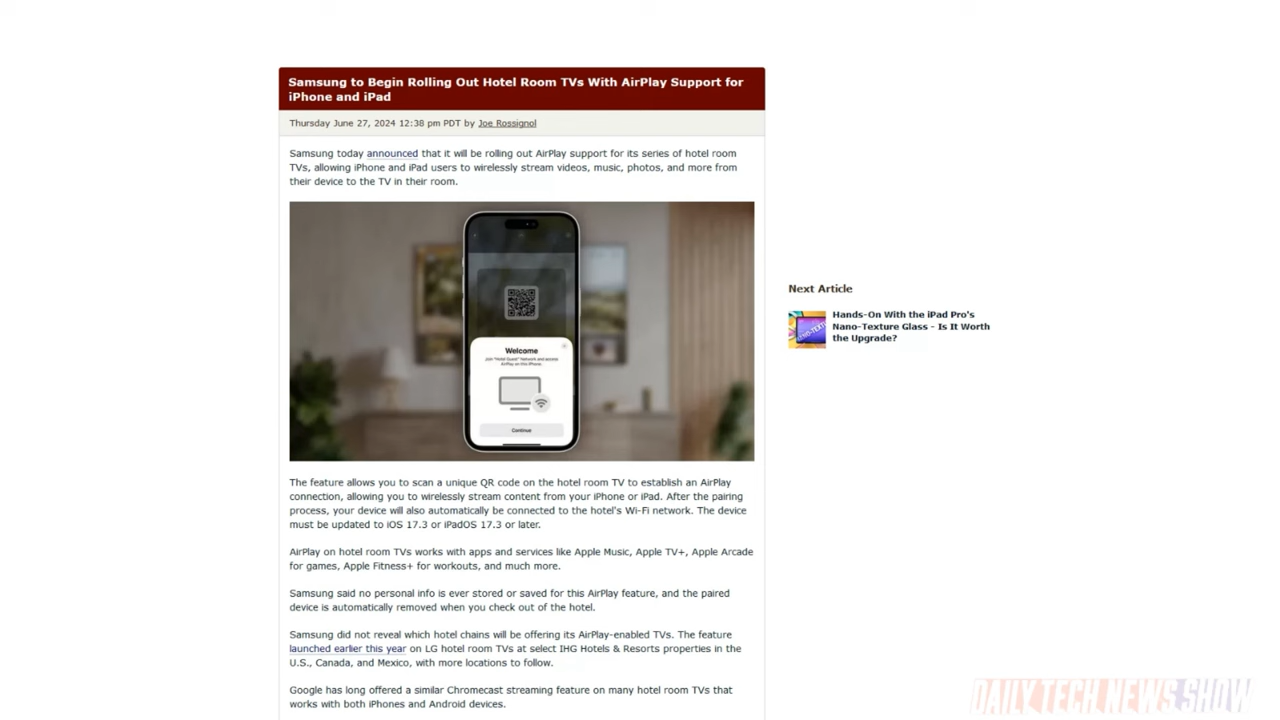 Samsung to Begin Rolling Out Hotel Room TVs With AirPlay Support for
iPhone and iPad
Thursday June 27, 2024 12:38 pm PDT by Joe Rossignol
Samsung today announced that it will be rolling out AirPlay support for its series of hotel room
TVs, allowing iPhone and iPad users to wirelessly stream videos, music, photos, and more from
their device to the TV in their room.
Welcome
Join "Hotel Guest" Network and access
AirPlay on this iPhone.
Continue
The feature allows you to scan a unique QR code on the hotel room TV to establish an AirPlay
connection, allowing you to wirelessly stream content from your iPhone or iPad. After the pairing
process, your device will also automatically be connected to the hotel's Wi-Fi network. The device
must be updated to iOS 17.3 or iPadOS 17.3 or later.
AirPlay on hotel room TVs works with apps and services like Apple Music, Apple TV+, Apple Arcade
for games, Apple Fitness+ for workouts, and much more.
Samsung said no personal info is ever stored or saved for this AirPlay feature, and the paired
device is automatically removed when you check out of the hotel.
Samsung did not reveal which hotel chains will be offering its AirPlay-enabled TVs. The feature
launched earlier this year on LG hotel room TVs at select IHG Hotels & Resorts properties in the
U.S., Canada, and Mexico, with more locations to follow.
Google has long offered a similar Chromecast streaming feature on many hotel room TVs that
works with both iPhones and Android devices.
Next Article
Hands-On With the iPad Pro's
Nano-Texture Glass - Is It Worth
the Upgrade?
DAILY TECH NEWS SHOW